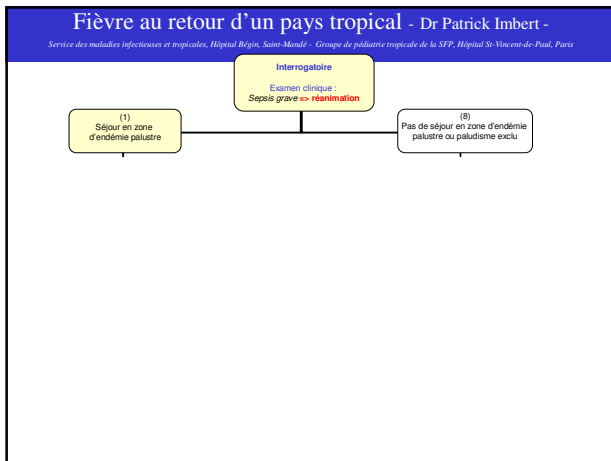 Fièvre au retour d'un pays tropical - Dr Patrick Imbert -
Service des maladies infectieuses et tropicales, Hôpital Bégin, Saint-Mandé - Groupe de pédiatrie tropicale de la SFP, Hôpital St-Vincent-de-Paul, Paris
Interrogatoire
Examen clinique :
Sepsis grave => réanimation
(1)
Séjour en zone
d'endémie palustre
(8)
Pas de séjour en zone d'endémie
palustre ou paludisme exclu